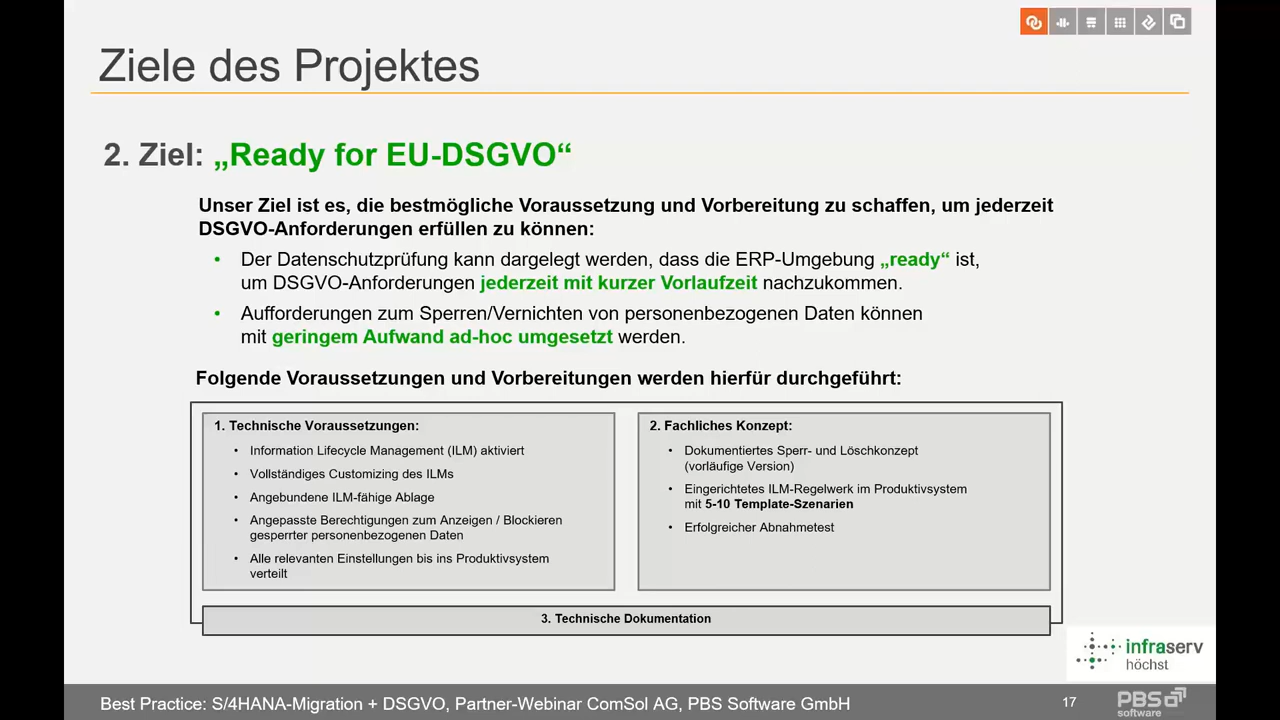 Ziele des Projektes
2. Ziel: „Ready for EU-DSGVO“
Unser Ziel ist es, die bestmögliche Voraussetzung und Vorbereitung zu schaffen, um jederzeit
DSGVO-Anforderungen erfüllen zu können:
• Der Datenschutzprüfung kann dargelegt werden, dass die ERP-Umgebung „ready“ ist,
um DSGVO-Anforderungen jederzeit mit kurzer Vorlaufzeit nachzukommen.
• Aufforderungen zum Sperren/Vernichten von personenbezogenen Daten können
mit geringem Aufwand ad-hoc umgesetzt werden.
Folgende Voraussetzungen und Vorbereitungen werden hierfür durchgeführt:
1. Technische Voraussetzungen:
• Information Lifecycle Management (ILM) aktiviert
• Vollständiges Customizing des ILMs
• Angebundene ILM-fähige Ablage
• Angepasste Berechtigungen zum Anzeigen / Blockieren
gesperrter personenbezogenen Daten
• Alle relevanten Einstellungen bis ins Produktivsystem
verteilt
2. Fachliches Konzept:
• Dokumentiertes Sperr- und Löschkonzept
(vorläufige Version)
• Eingerichtetes ILM-Regelwerk im Produktivsystem
mit 5-10 Template-Szenarien
• Erfolgreicher Abnahmetest
3. Technische Dokumentation
infraserv
höchst
Best Practice: S/4HANA-Migration + DSGVO, Partner-Webinar ComSol AG, PBS Software GmbH
17
PBS
software